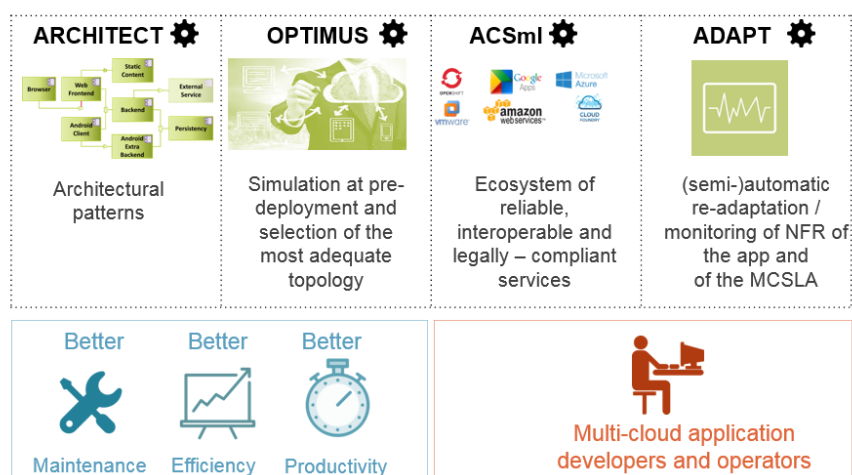 ARCHITECT
OPTIMUS
ACSmI
ADAPT
Static
Content
Browser
Web
Frontend
External
Service
Backend
Android
Client
Persistency
Android
Extra
Backend
OPENSHIFT
Google
Apps
Microsoft
Azure
vmware
amazon
web services
CLOUD
FOUNDRY
Architectural
patterns
Simulation at pre-
deployment and
selection of the
most adequate
topology
Ecosystem of
reliable,
interoperable and
legally – compliant
services
(semi-)automatic
re-adaptation /
monitoring of NFR of
the app and
of the MCSLA
Better
Better
Better
Maintenance
Efficiency
Productivity
Multi-cloud application
developers and operators